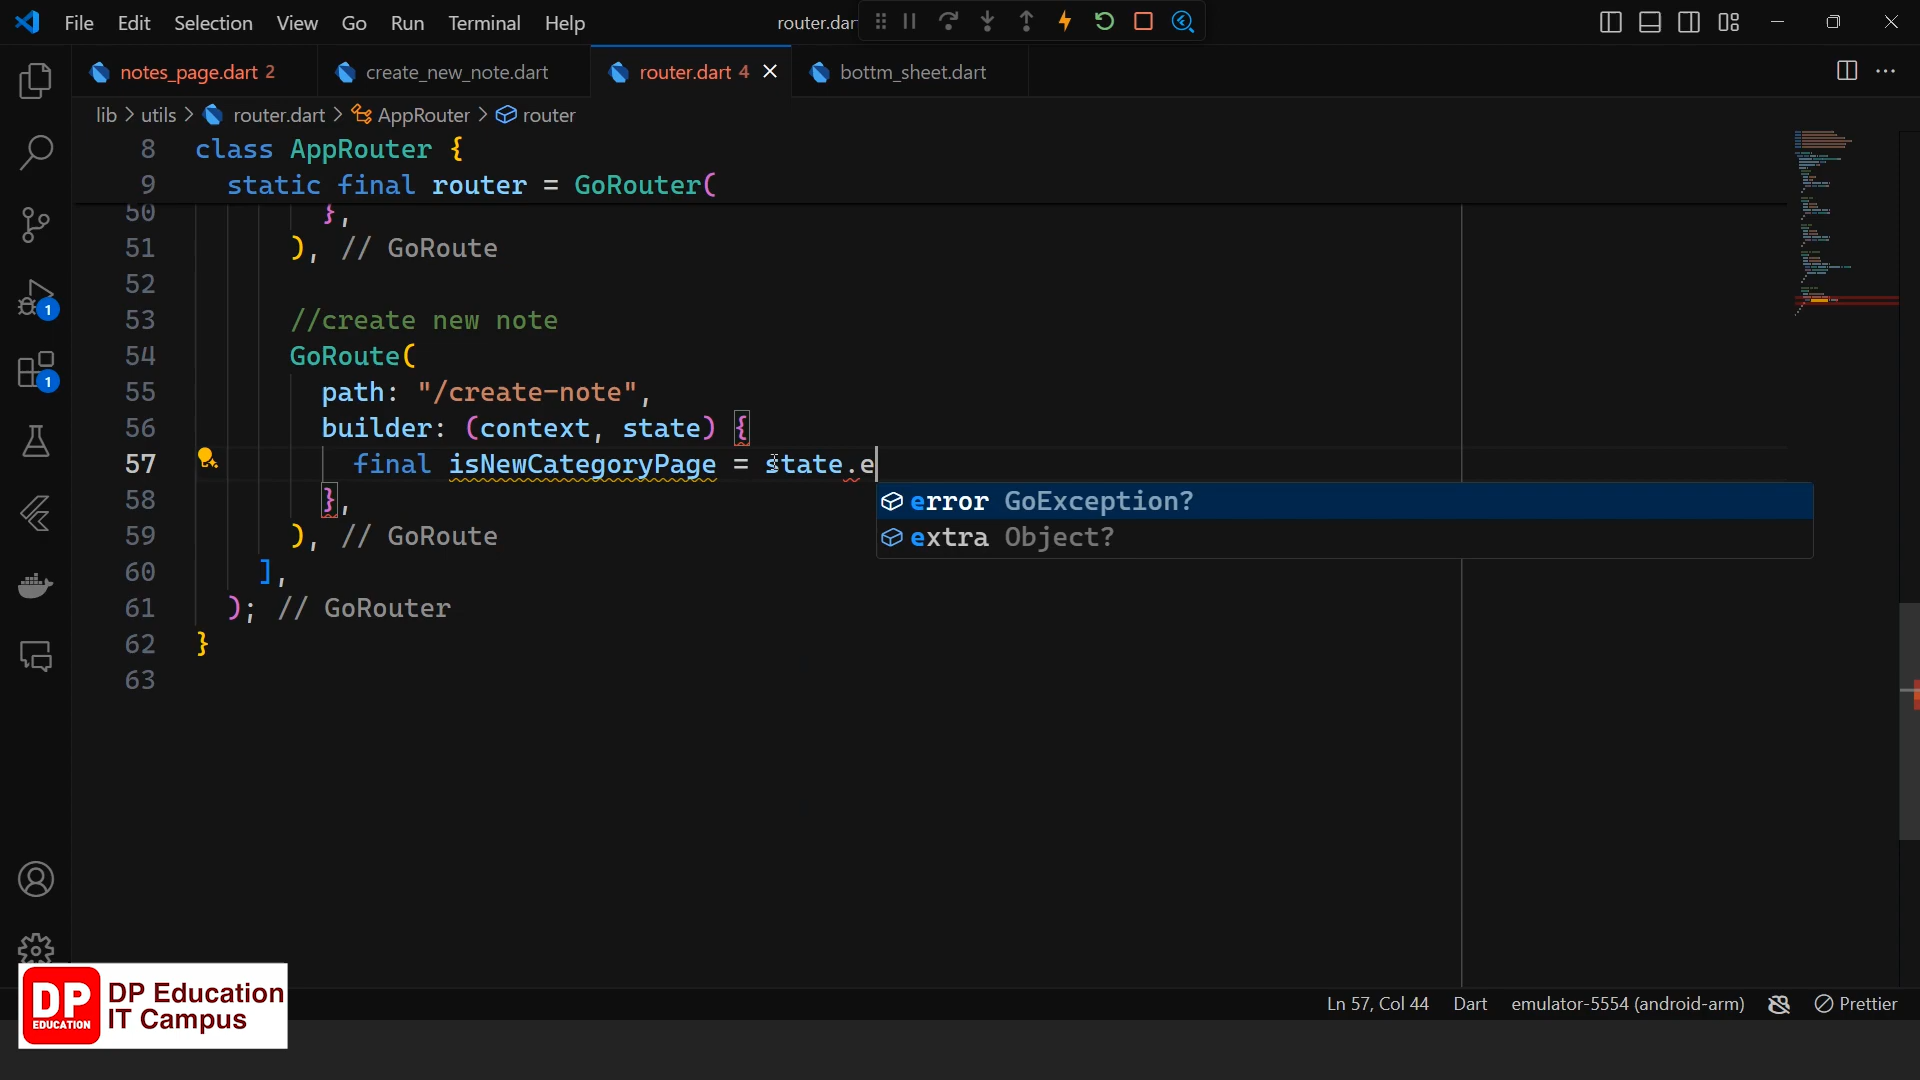 File Edit Selection View Go Run Terminal Help router.dar
notes_page.dart 2 create_new_note.dart router.dart 4 bottm_sheet.dart
lib > utils > router.dart > AppRouter > router
8 class AppRouter {
9 static final router = GoRouter(
50 },
51 ), // GoRoute
52
53 //create new note
54 GoRoute(
55 path: "/create-note",
56 builder: (context, state) {
57 final isNewCategoryPage = state.e
error GoException?
58 },
59 ), // GoRoute
extra Object?
60 ],
61 ); // GoRouter
62 }
63
1
1
DP EDUCATION
DP Education
IT Campus
Ln 57, Col 44 Dart emulator-5554 (android-arm) Prettier